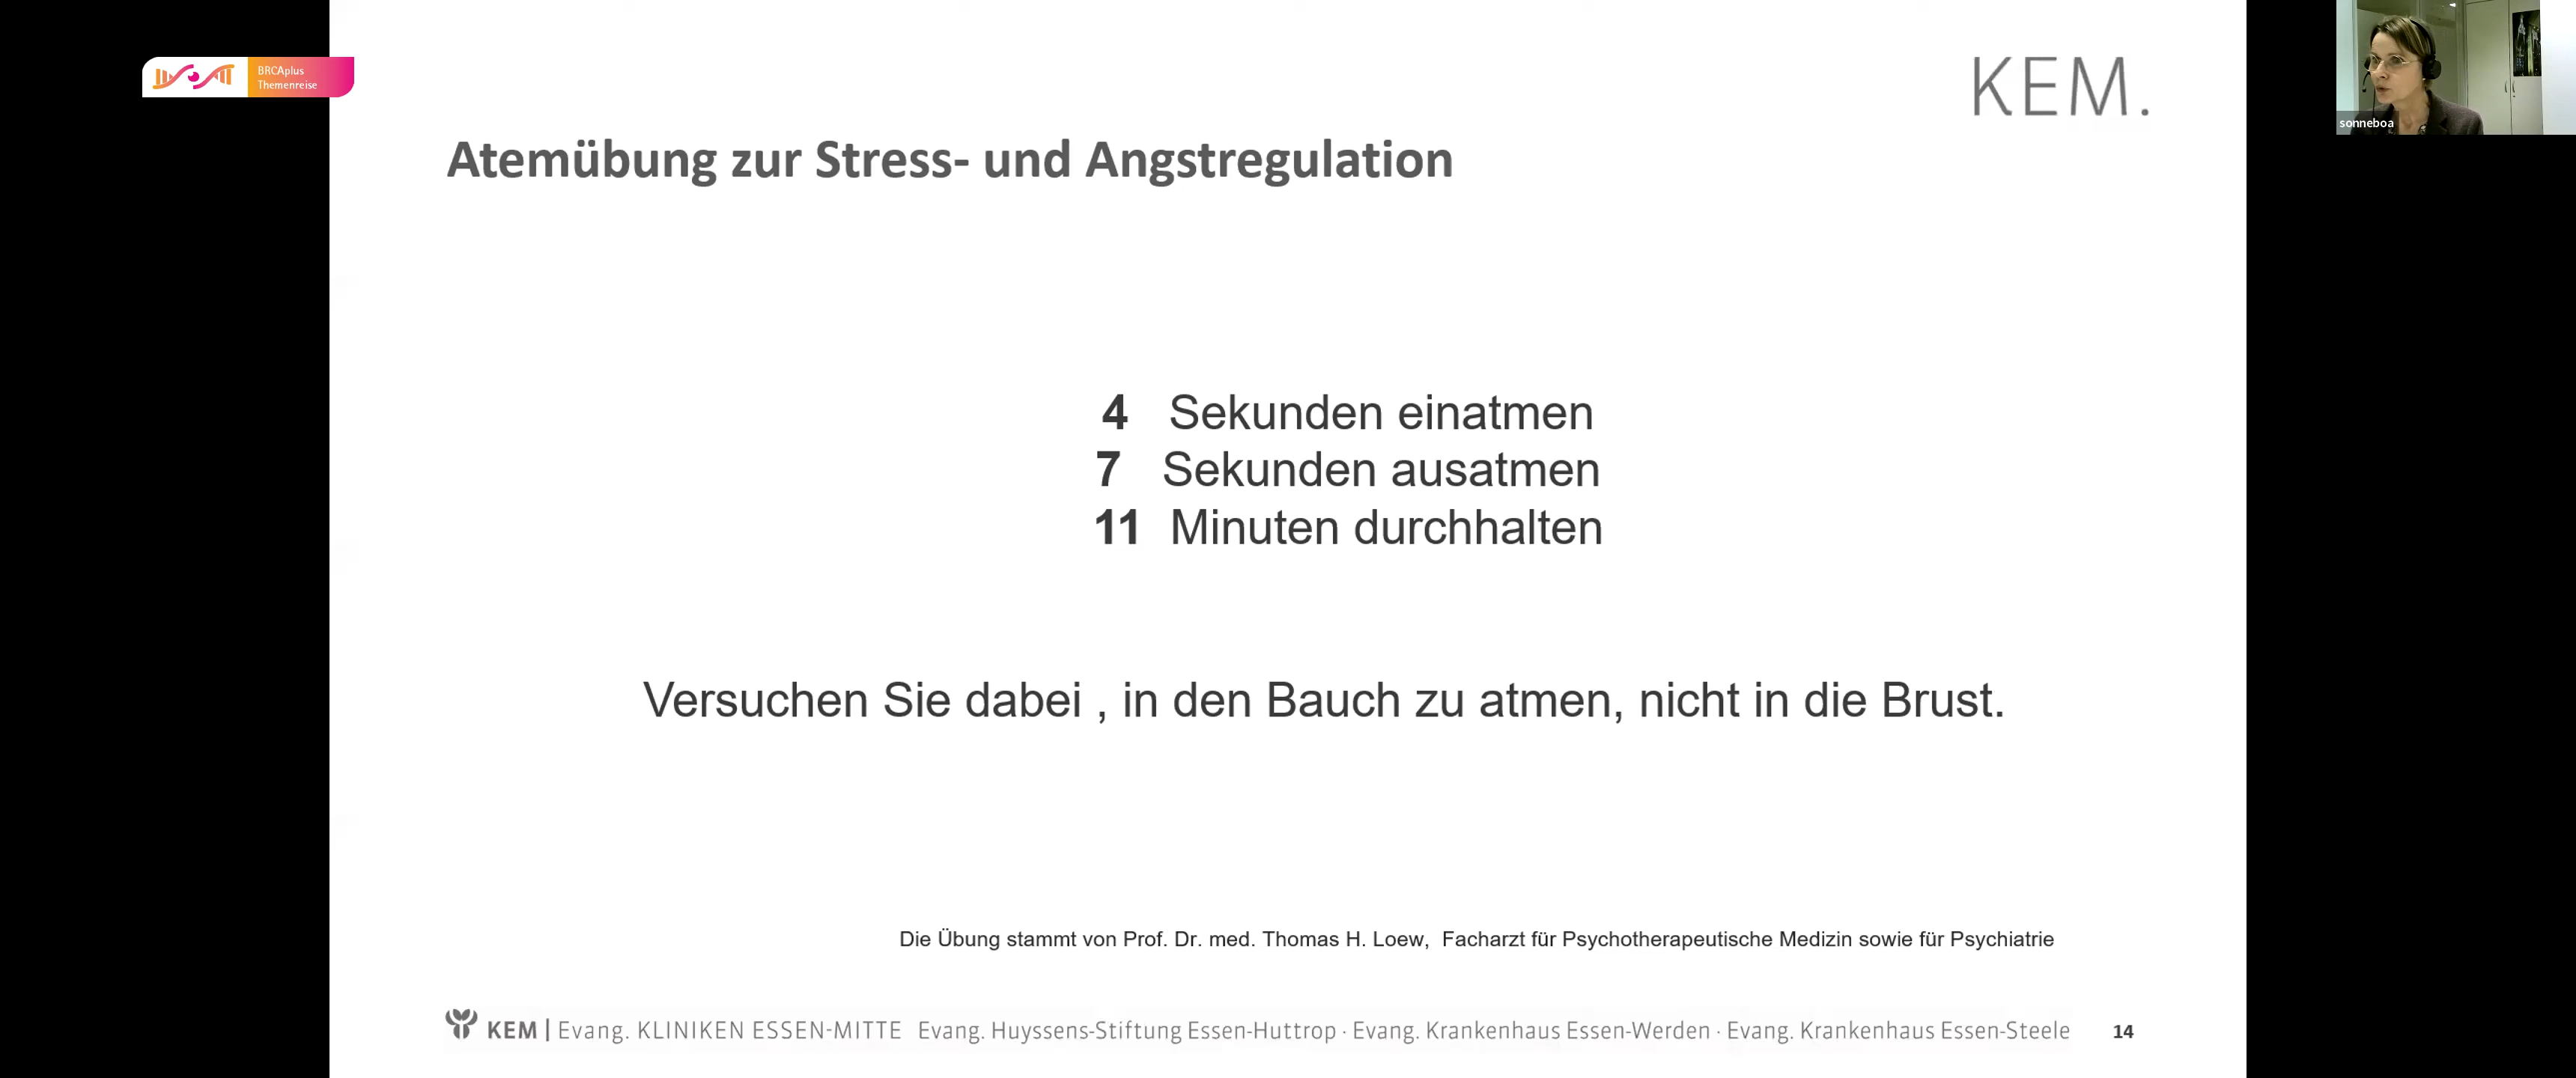 BRCAplus
Themenreise
KEM.
sonneboa
Atemübung zur Stress- und Angstregulation
4 Sekunden einatmen
7 Sekunden ausatmen
11 Minuten durchhalten
Versuchen Sie dabei , in den Bauch zu atmen, nicht in die Brust.
Die Übung stammt von Prof. Dr. med. Thomas H. Loew, Facharzt für Psychotherapeutische Medizin sowie für Psychiatrie
KEM | Evang. KLINIKEN ESSEN-MITTE Evang. Huyssens-Stiftung Essen-Huttrop · Evang. Krankenhaus Essen-Werden · Evang. Krankenhaus Essen-Steele 14